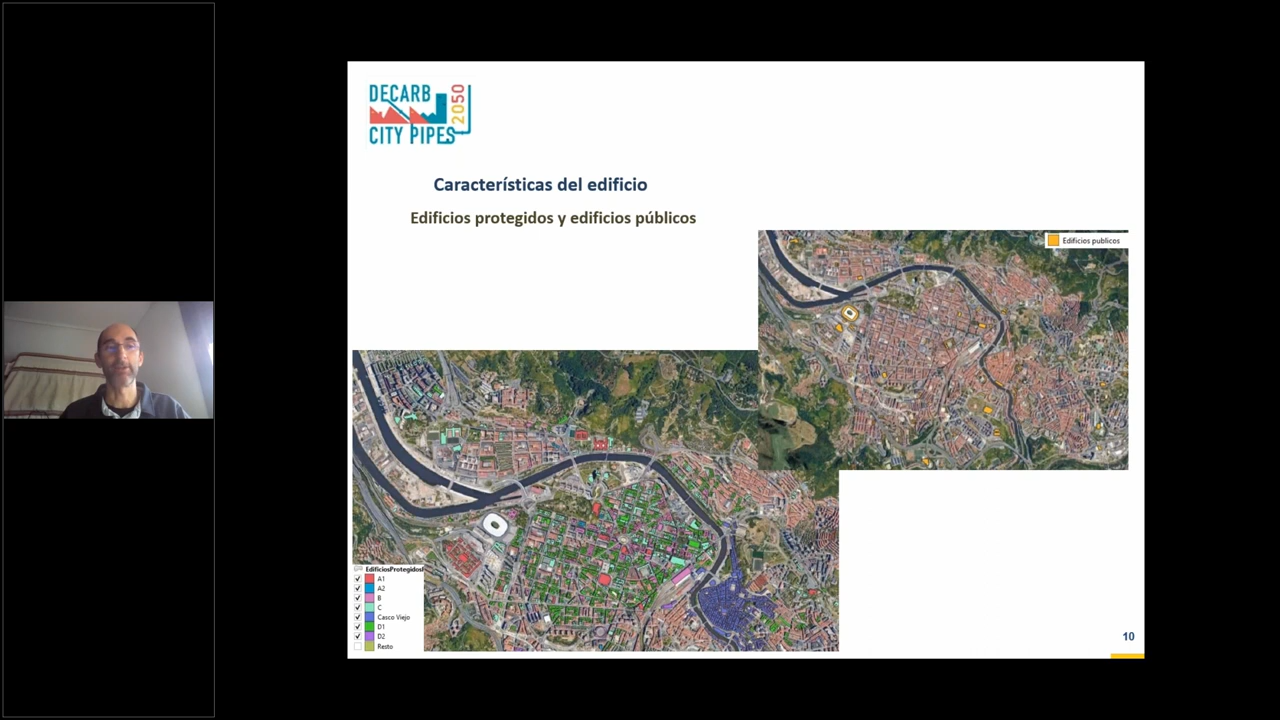 DECARB
CITY PIPES
2050
Características del edificio
Edificios protegidos y edificios públicos
Edificios publicos
EdificiosProtegidos
A1
A2
B
C
Casco Viejo
D1
D2
Resto
10